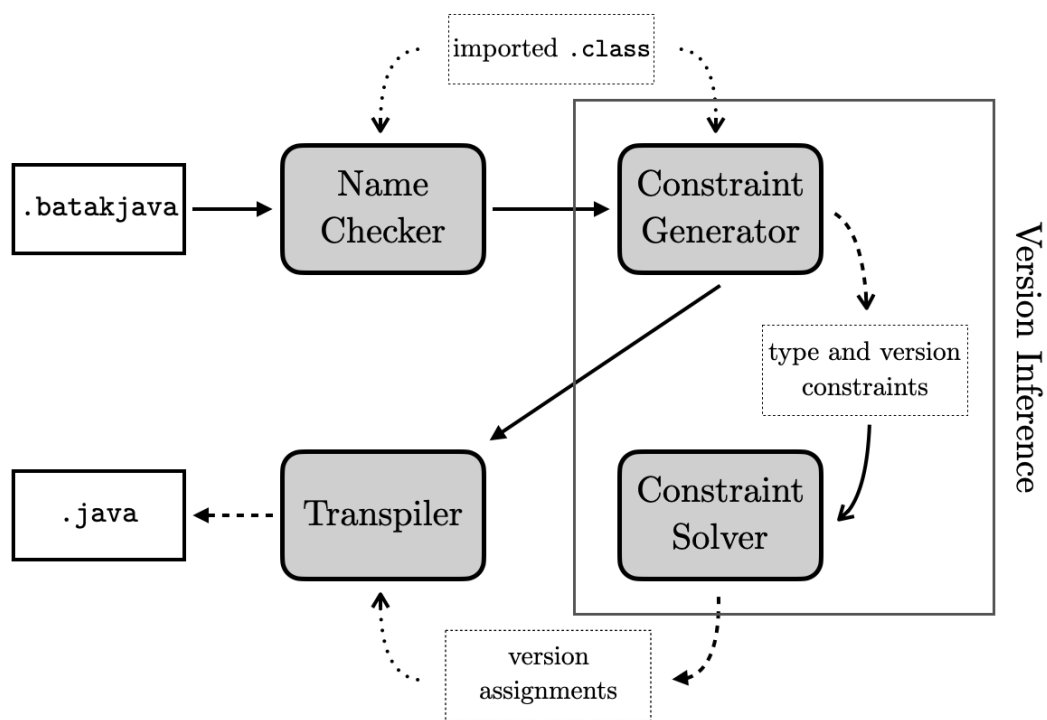 imported .class
.batakjava
Name
Checker
Constraint
Generator
Version Inference
type and version
constraints
.java
Transpiler
Constraint
Solver
version
assignments